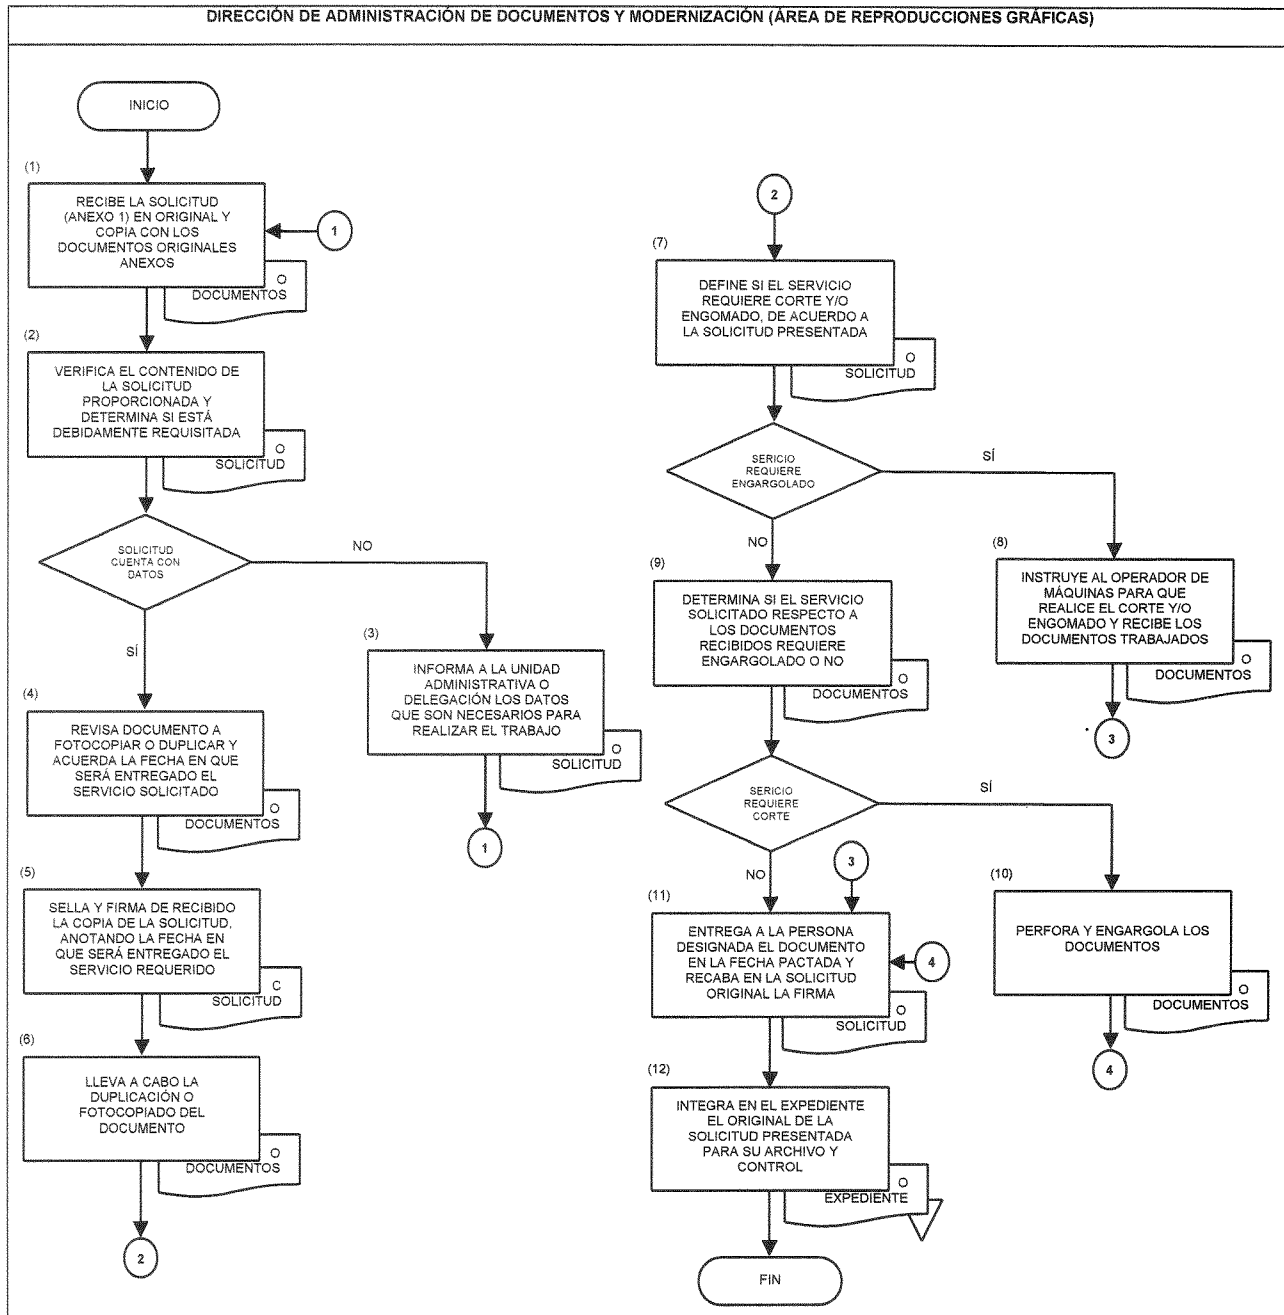 DIRECCIÓN DE ADMINISTRACIÓN DE DOCUMENTOS Y MODERNIZACIÓN (ÁREA DE REPRODUCCIONES GRÁFICAS)
INICIO
(1)
RECIBE LA SOLICITUD
(ANEXO 1) EN ORIGINAL Y
COPIA CON LOS
DOCUMENTOS ORIGINALES
ANEXOS
1
O
DOCUMENTOS
(2)
VERIFICA EL CONTENIDO DE
LA SOLICITUD
PROPORCIONADA Y
DETERMINA SI ESTÁ
DEBIDAMENTE REQUISITADA
O
SOLICITUD
SOLICITUD
CUENTA CON
DATOS
NO
SÍ
(3)
INFORMA A LA UNIDAD
ADMINISTRATIVA O
DELEGACIÓN LOS DATOS
QUE SON NECESARIOS PARA
REALIZAR EL TRABAJO
O
SOLICITUD
1
(4)
REVISA DOCUMENTO A
FOTOCOPIAR O DUPLICAR Y
ACUERDA LA FECHA EN QUE
SERÁ ENTREGADO EL
SERVICIO SOLICITADO
O
DOCUMENTOS
(5)
SELLA Y FIRMA DE RECIBIDO
LA COPIA DE LA SOLICITUD,
ANOTANDO LA FECHA EN
QUE SERÁ ENTREGADO EL
SERVICIO REQUERIDO
C
SOLICITUD
(6)
LLEVA A CABO LA
DUPLICACIÓN O
FOTOCOPIADO DEL
DOCUMENTO
O
DOCUMENTOS
2
2
(7)
DEFINE SI EL SERVICIO
REQUIERE CORTE Y/O
ENGOMADO, DE ACUERDO A
LA SOLICITUD PRESENTADA
O
SOLICITUD
SERICIO
REQUIERE
ENGARGOLADO
SÍ
NO
(8)
INSTRUYE AL OPERADOR DE
MÁQUINAS PARA QUE
REALICE EL CORTE Y/O
ENGOMADO Y RECIBE LOS
DOCUMENTOS TRABAJADOS
O
DOCUMENTOS
3
(9)
DETERMINA SI EL SERVICIO
SOLICITADO RESPECTO A
LOS DOCUMENTOS
RECIBIDOS REQUIERE
ENGARGOLADO O NO
O
DOCUMENTOS
SERICIO
REQUIERE
CORTE
SÍ
NO
3
(10)
PERFORA Y ENGARGOLA LOS
DOCUMENTOS
O
DOCUMENTOS
4
(11)
ENTREGA A LA PERSONA
DESIGNADA EL DOCUMENTO
EN LA FECHA PACTADA Y
RECABA EN LA SOLICITUD
ORIGINAL LA FIRMA
4
O
SOLICITUD
(12)
INTEGRA EN EL EXPEDIENTE
EL ORIGINAL DE LA
SOLICITUD PRESENTADA
PARA SU ARCHIVO Y
CONTROL
O
EXPEDIENTE
FIN